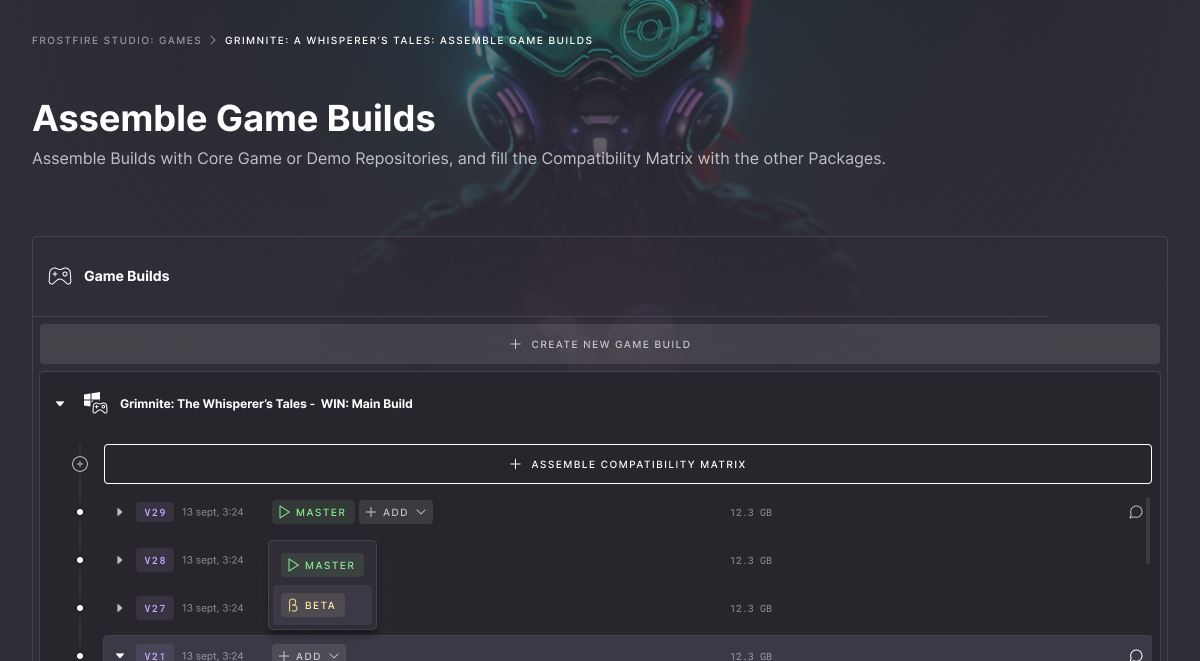 FROSTFIRE STUDIO: GAMES > GRIMNITE: A WHISPERER'S TALES: ASSEMBLE GAME BUILDS
Assemble Game Builds
Assemble Builds with Core Game or Demo Repositories, and fill the Compatibility Matrix with the other Packages.
Game Builds
+ CREATE NEW GAME BUILD
Grimnite: The Whisperer's Tales - WIN: Main Build
+ ASSEMBLE COMPATIBILITY MATRIX
V29 13 sept, 3:24 MASTER + ADD 12.3 GB
V28 13 sept, 3:24 12.3 GB
MASTER
V27 13 sept, 3:24 12.3 GB
β BETA
V21 13 sept, 3:24 + ADD 12.3 GB